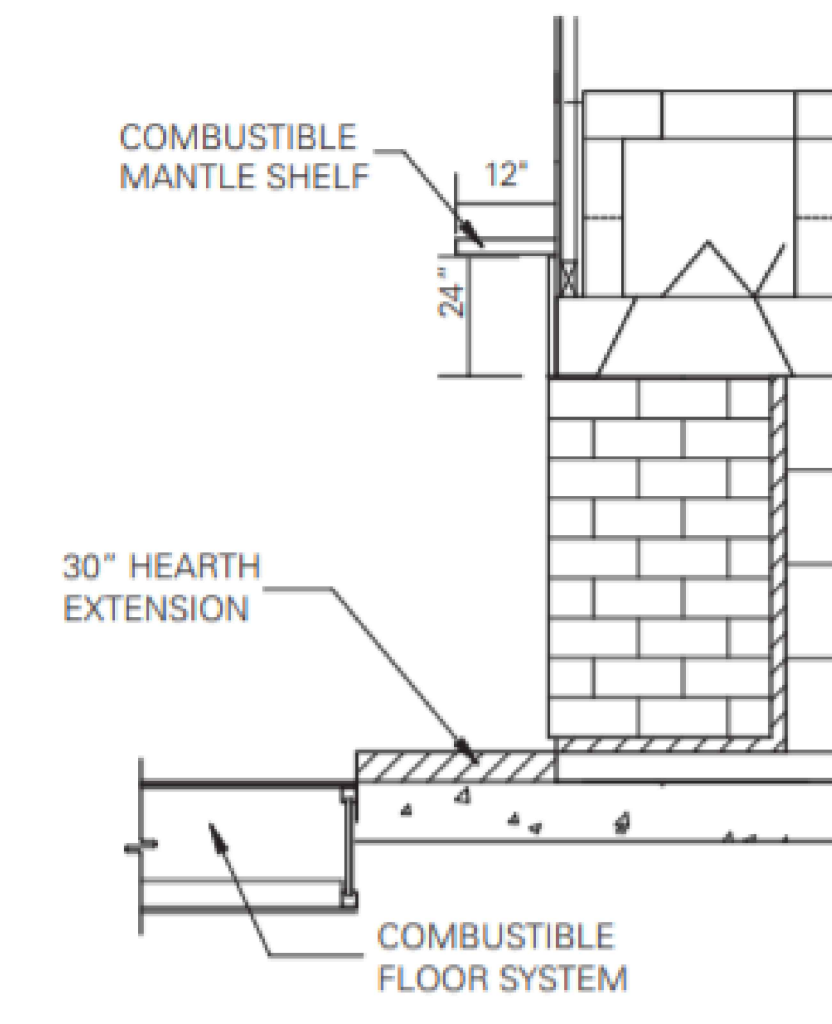 COMBUSTIBLE
MANTLE SHELF
12"
24"
30" HEARTH
EXTENSION
COMBUSTIBLE
FLOOR SYSTEM